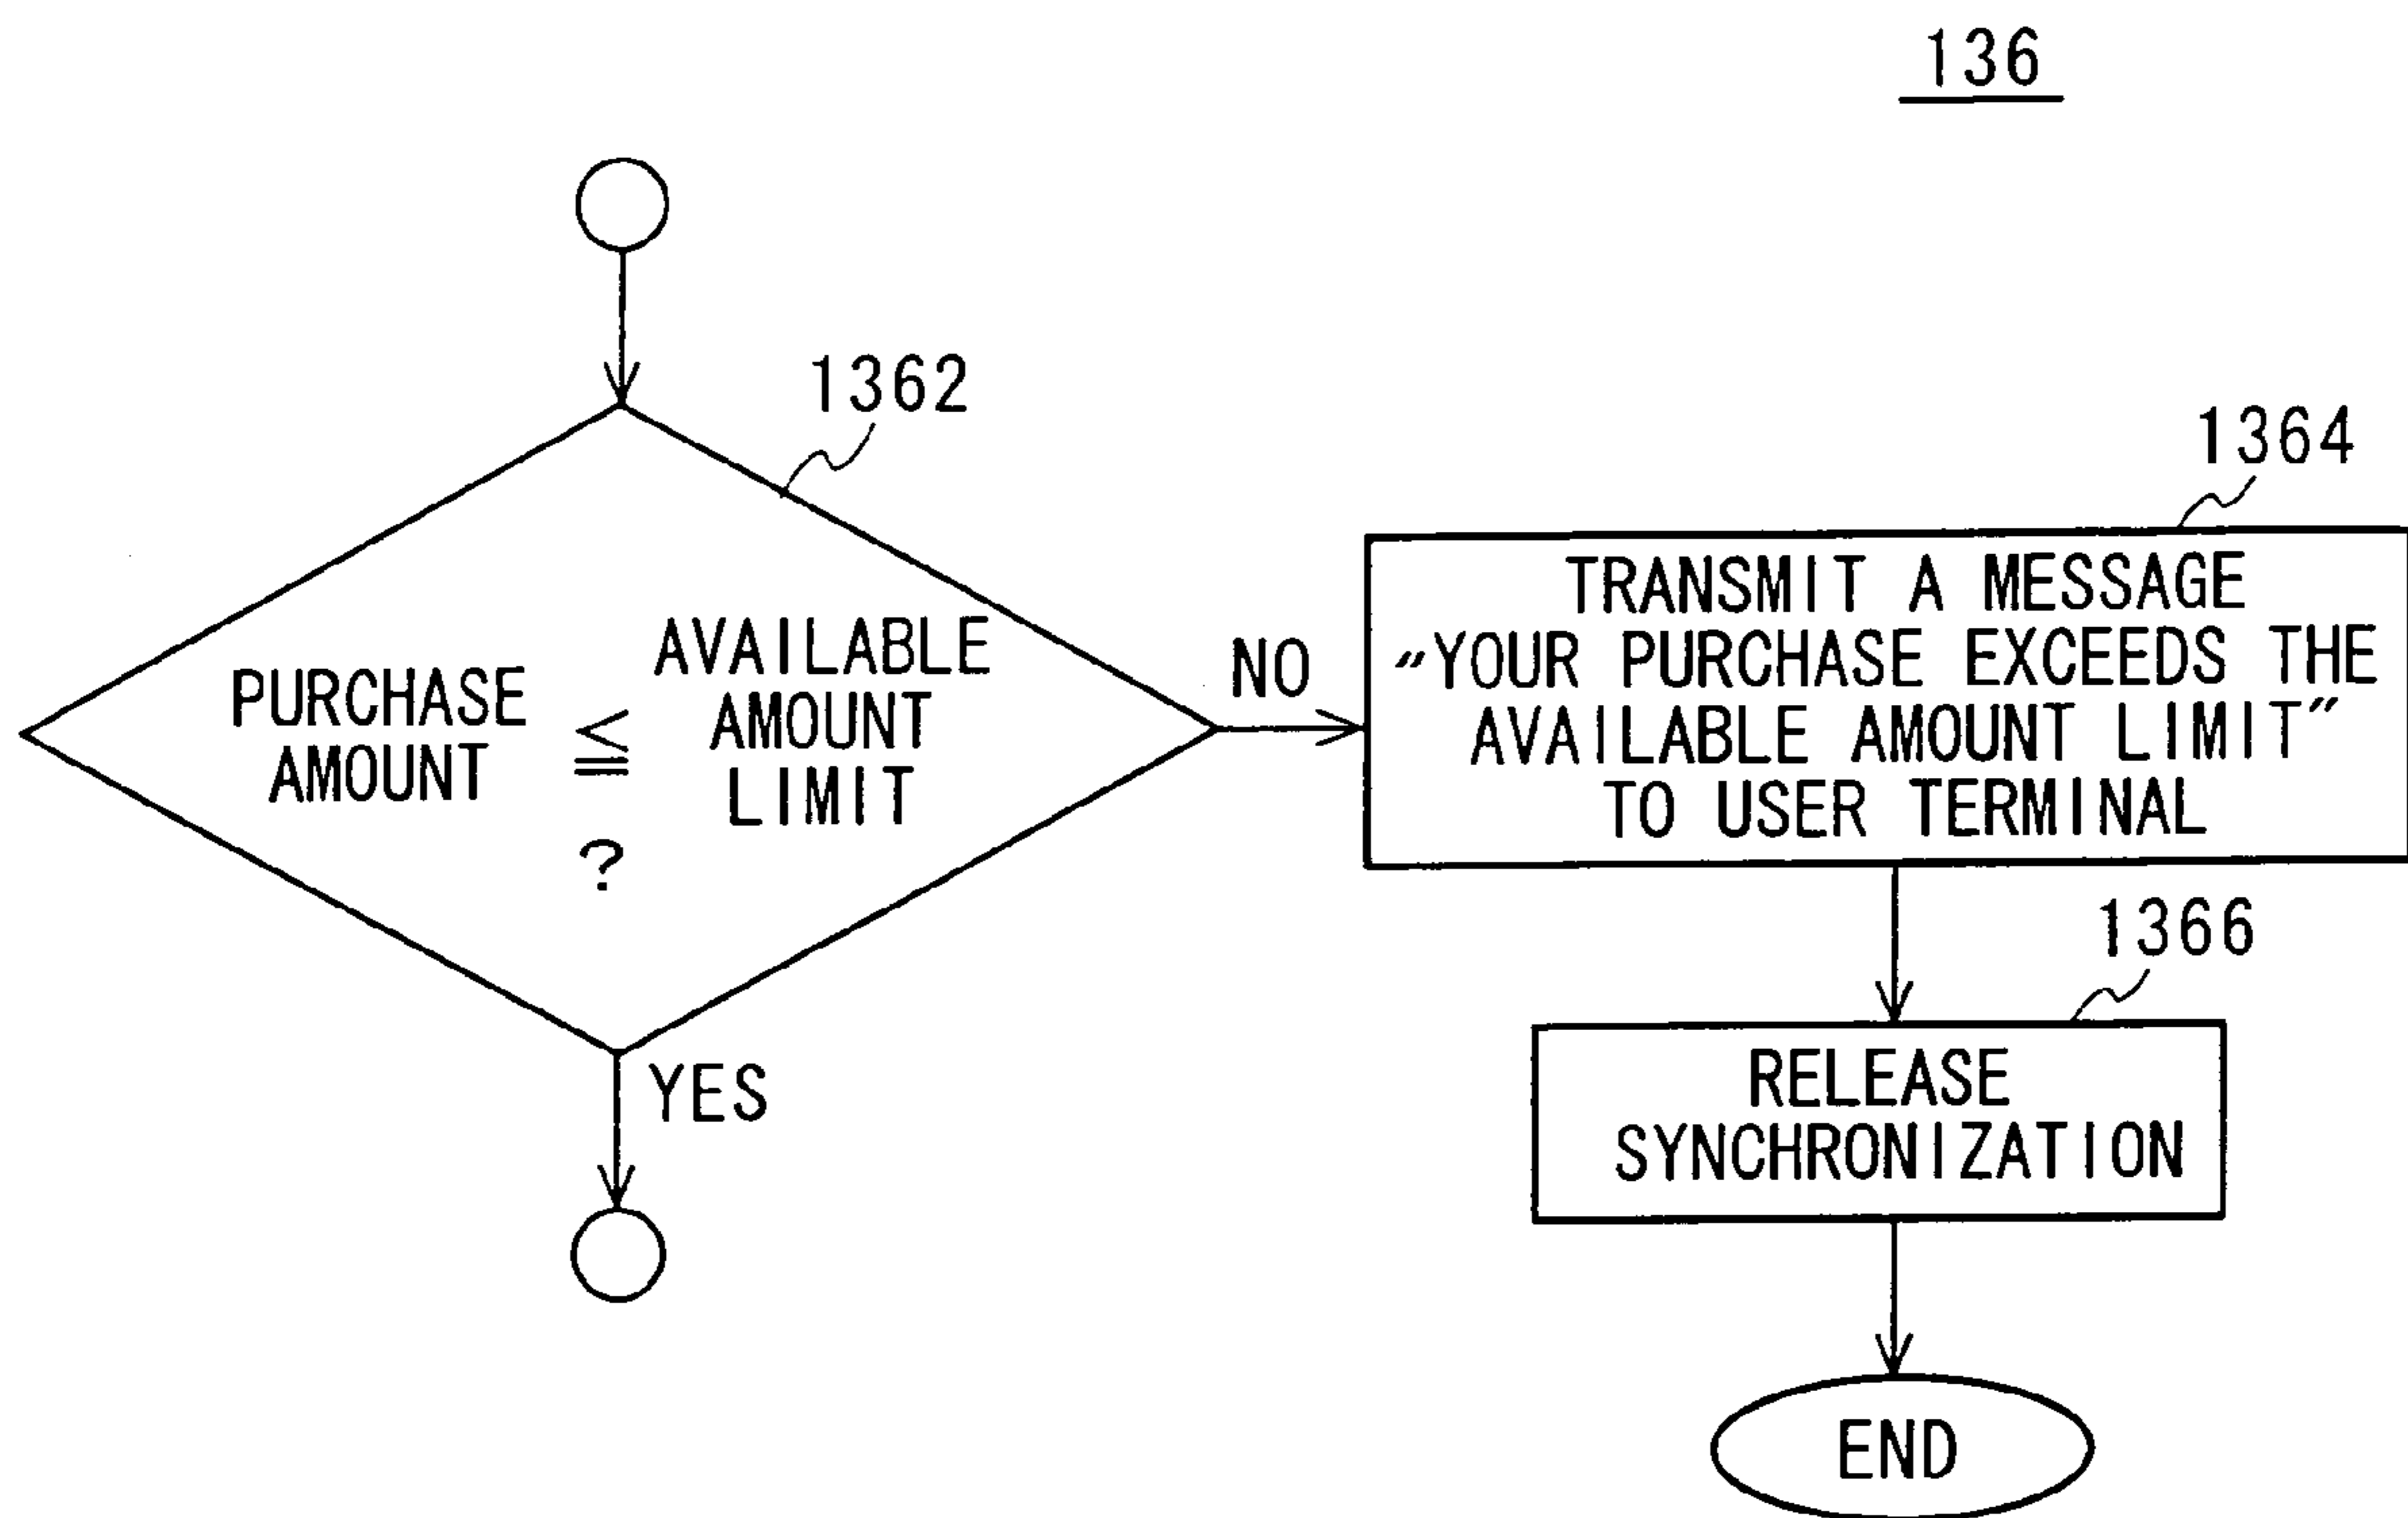 136
1362
PURCHASE
AMOUNT
≦
AVAILABLE
AMOUNT
LIMIT
?
NO
YES
1364
TRANSMIT A MESSAGE
"YOUR PURCHASE EXCEEDS THE
AVAILABLE AMOUNT LIMIT"
TO USER TERMINAL
1366
RELEASE
SYNCHRONIZATION
END